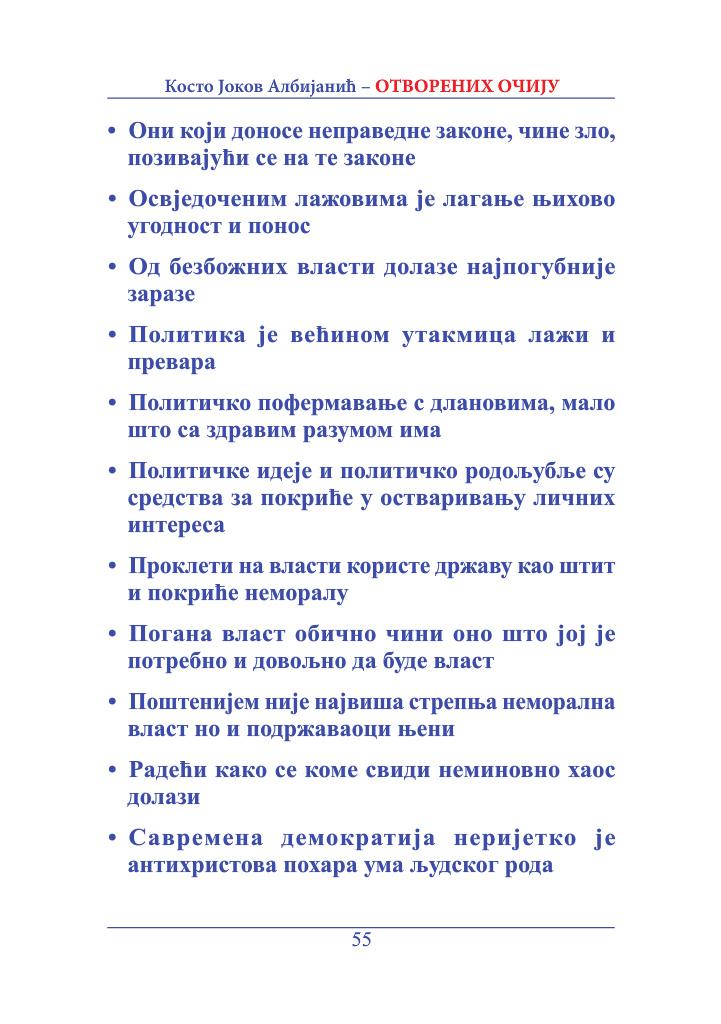 Косто Јоков Албијанић – ОТВОРЕНИХ ОЧИЈУ
• Они који доносе неправедне законе, чине зло,
позивајући се на те законе
• Освједоченим лажовима је лагање њихово
угодност и понос
• Од безбожних власти долазе најпогубније
заразе
• Политика је већином утакмица лажи и
превара
• Политичко пофермавање с длановима, мало
што са здравим разумом има
• Политичке идеје и политичко родољубље су
средства за покриће у остваривању личних
интереса
• Проклети на власти користе државу као штит
и покриће неморалу
• Погана власт обично чини оно што јој је
потребно и довољно да буде власт
• Поштенијем није највиша стрепња неморална
власт но и подржаваоци њени
• Радећи како се коме свиди неминовно хаос
долази
• Савремена демократија неријетко је
антихристова похара ума људског рода
55